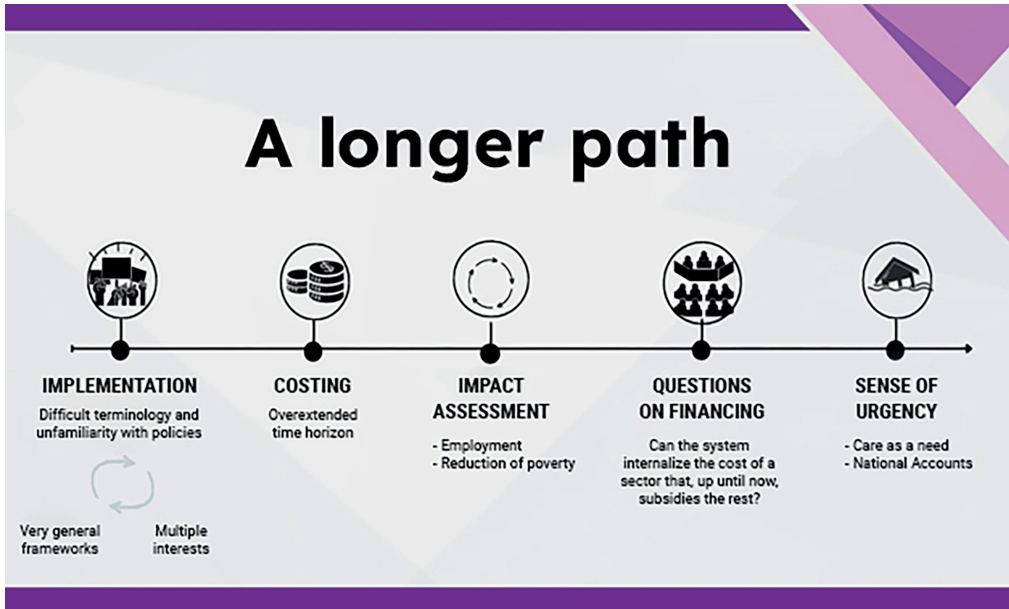 A longer path
IMPLEMENTATION
Difficult terminology and
unfamiliarity with policies
Very general
frameworks
Multiple
interests
COSTING
Overextended
time horizon
IMPACT
ASSESSMENT
- Employment
- Reduction of poverty
QUESTIONS
ON FINANCING
Can the system
internalize the cost of a
sector that, up until now,
subsidies the rest?
SENSE OF
URGENCY
- Care as a need
- National Accounts